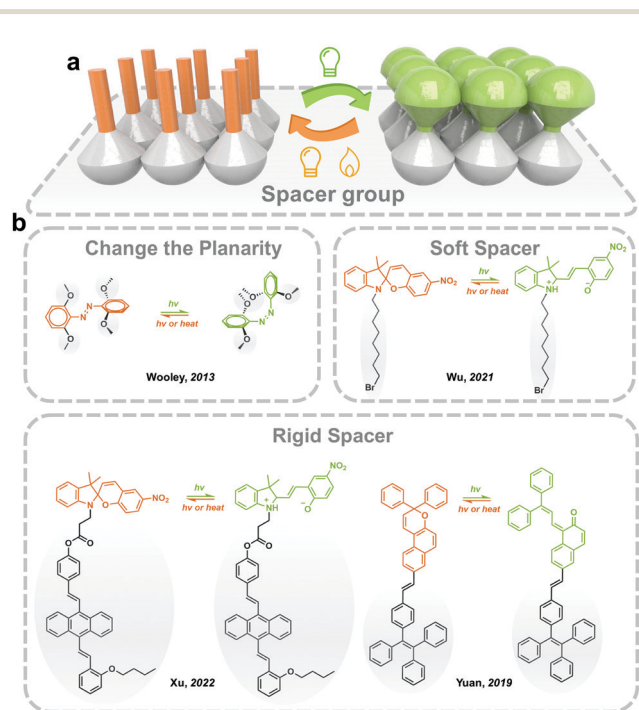 a
Spacer group
b
Change the Planarity
hν
hν or heat
Wooley, 2013
Soft Spacer
NO₂
hν
hν or heat
NO₂
N
O
Br
NH
+
O
-
Br
Wu, 2021
Rigid Spacer
NO₂
hν
hν or heat
NO₂
N
O
O
O
O
Xu, 2022
NH
+
O
-
O
O
O
hν
hν or heat
O
O
Yuan, 2019